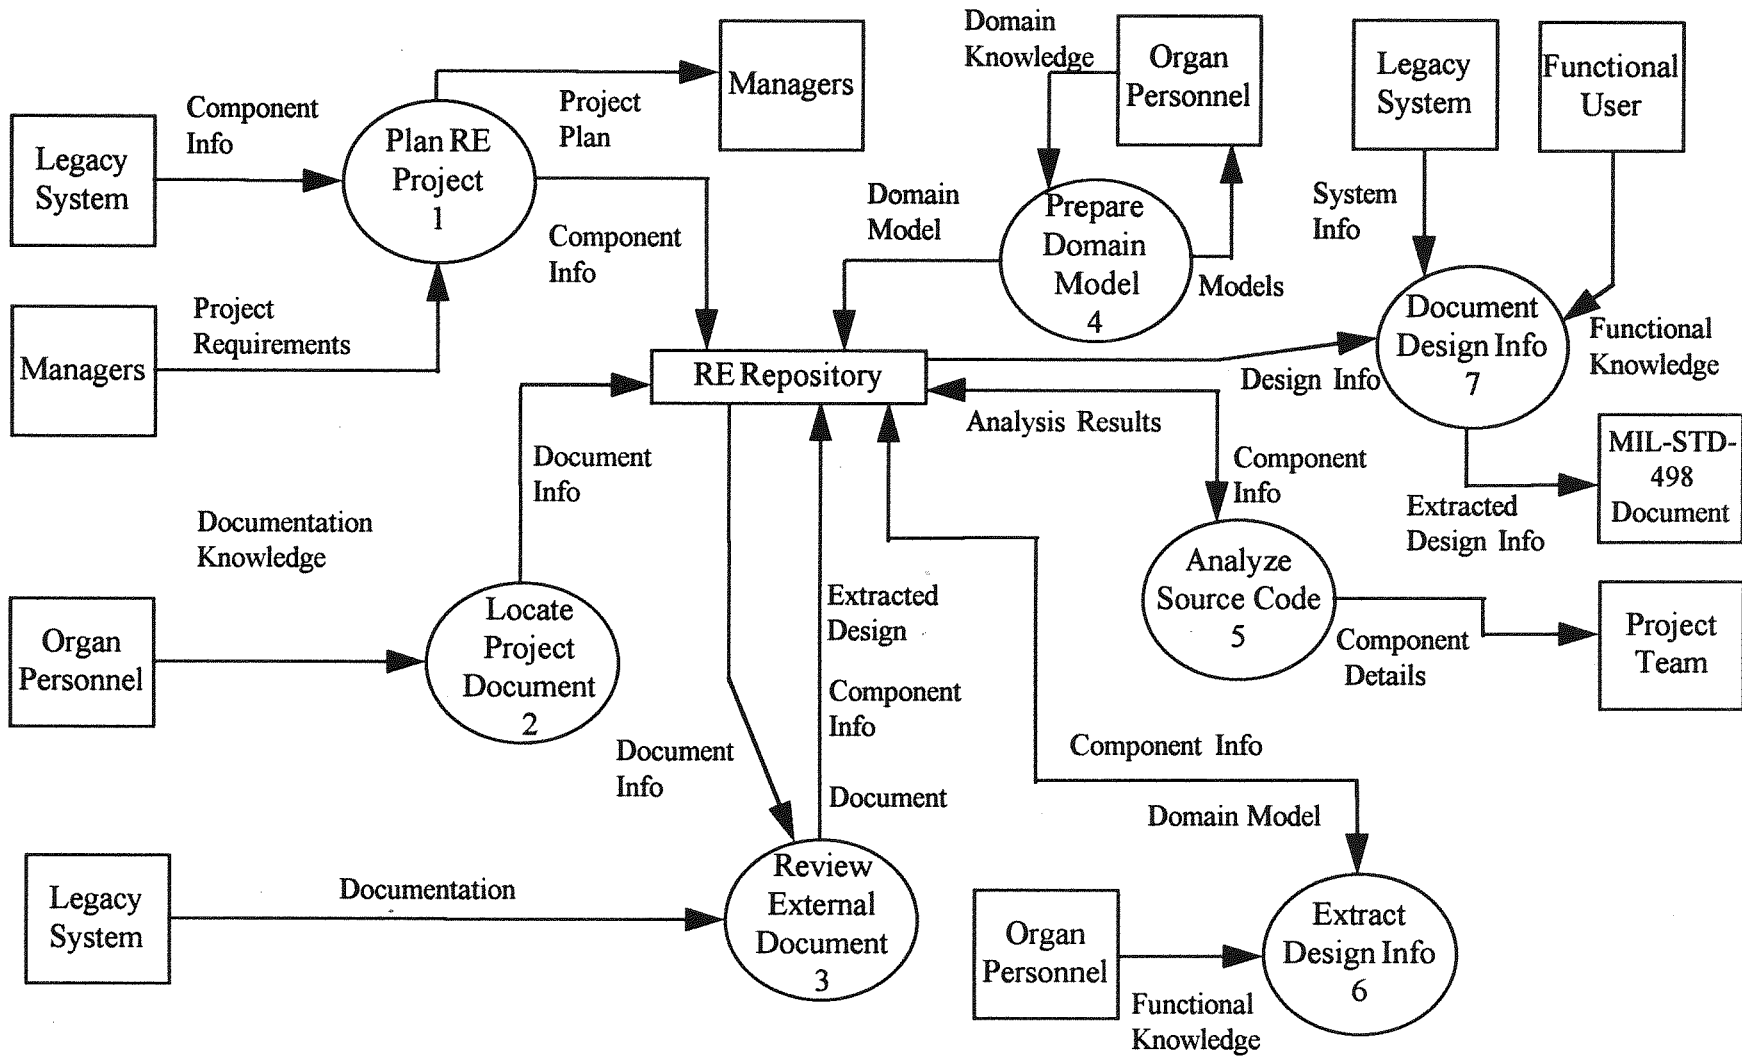 Managers
Legacy
System
Component
Info
Plan RE
Project
1
Project
Plan
Component
Info
Managers
Project
Requirements
Domain
Knowledge
Organ
Personnel
Domain
Model
Prepare
Domain
Model
4
Models
Legacy
System
Functional
User
System
Info
Document
Design Info
7
Functional
Knowledge
RE Repository
Design Info
Analysis Results
Component
Info
MIL-STD-
498
Document
Extracted
Design Info
Document
Info
Documentation
Knowledge
Organ
Personnel
Locate
Project
Document
2
Extracted
Design
Component
Info
Document
Document
Info
Analyze
Source Code
5
Component
Details
Project
Team
Component Info
Domain Model
Legacy
System
Documentation
Review
External
Document
3
Organ
Personnel
Functional
Knowledge
Extract
Design Info
6